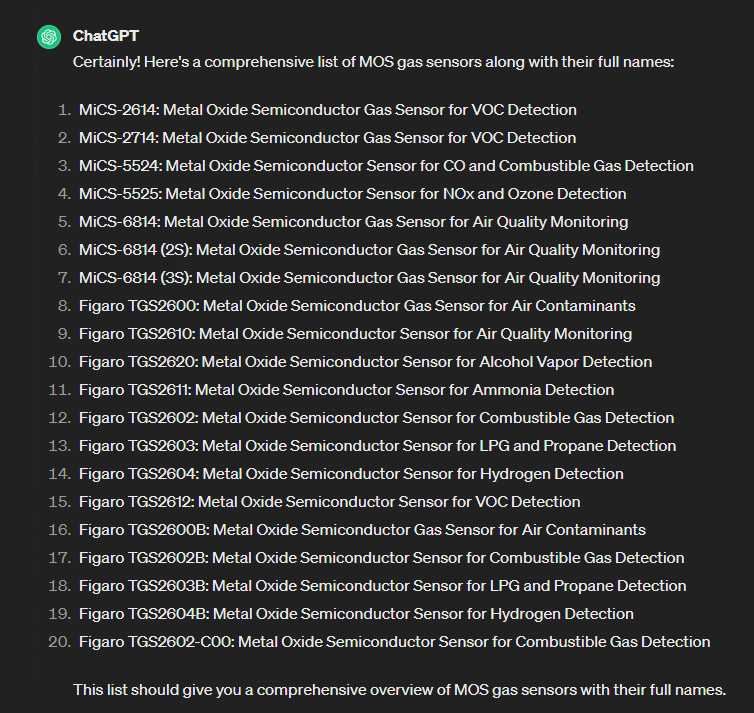 ChatGPT
Certainly! Here's a comprehensive list of MOS gas sensors along with their full names:
1. MiCS-2614: Metal Oxide Semiconductor Gas Sensor for VOC Detection
2. MiCS-2714: Metal Oxide Semiconductor Gas Sensor for VOC Detection
3. MiCS-5524: Metal Oxide Semiconductor Sensor for CO and Combustible Gas Detection
4. MiCS-5525: Metal Oxide Semiconductor Sensor for NOx and Ozone Detection
5. MiCS-6814: Metal Oxide Semiconductor Gas Sensor for Air Quality Monitoring
6. MiCS-6814 (2S): Metal Oxide Semiconductor Gas Sensor for Air Quality Monitoring
7. MiCS-6814 (3S): Metal Oxide Semiconductor Gas Sensor for Air Quality Monitoring
8. Figaro TGS2600: Metal Oxide Semiconductor Gas Sensor for Air Contaminants
9. Figaro TGS2610: Metal Oxide Semiconductor Sensor for Air Quality Monitoring
10. Figaro TGS2620: Metal Oxide Semiconductor Sensor for Alcohol Vapor Detection
11. Figaro TGS2611: Metal Oxide Semiconductor Sensor for Ammonia Detection
12. Figaro TGS2602: Metal Oxide Semiconductor Sensor for Combustible Gas Detection
13. Figaro TGS2603: Metal Oxide Semiconductor Sensor for LPG and Propane Detection
14. Figaro TGS2604: Metal Oxide Semiconductor Sensor for Hydrogen Detection
15. Figaro TGS2612: Metal Oxide Semiconductor Sensor for VOC Detection
16. Figaro TGS2600B: Metal Oxide Semiconductor Gas Sensor for Air Contaminants
17. Figaro TGS2602B: Metal Oxide Semiconductor Sensor for Combustible Gas Detection
18. Figaro TGS2603B: Metal Oxide Semiconductor Sensor for LPG and Propane Detection
19. Figaro TGS2604B: Metal Oxide Semiconductor Sensor for Hydrogen Detection
20. Figaro TGS2602-C00: Metal Oxide Semiconductor Sensor for Combustible Gas Detection
This list should give you a comprehensive overview of MOS gas sensors with their full names.